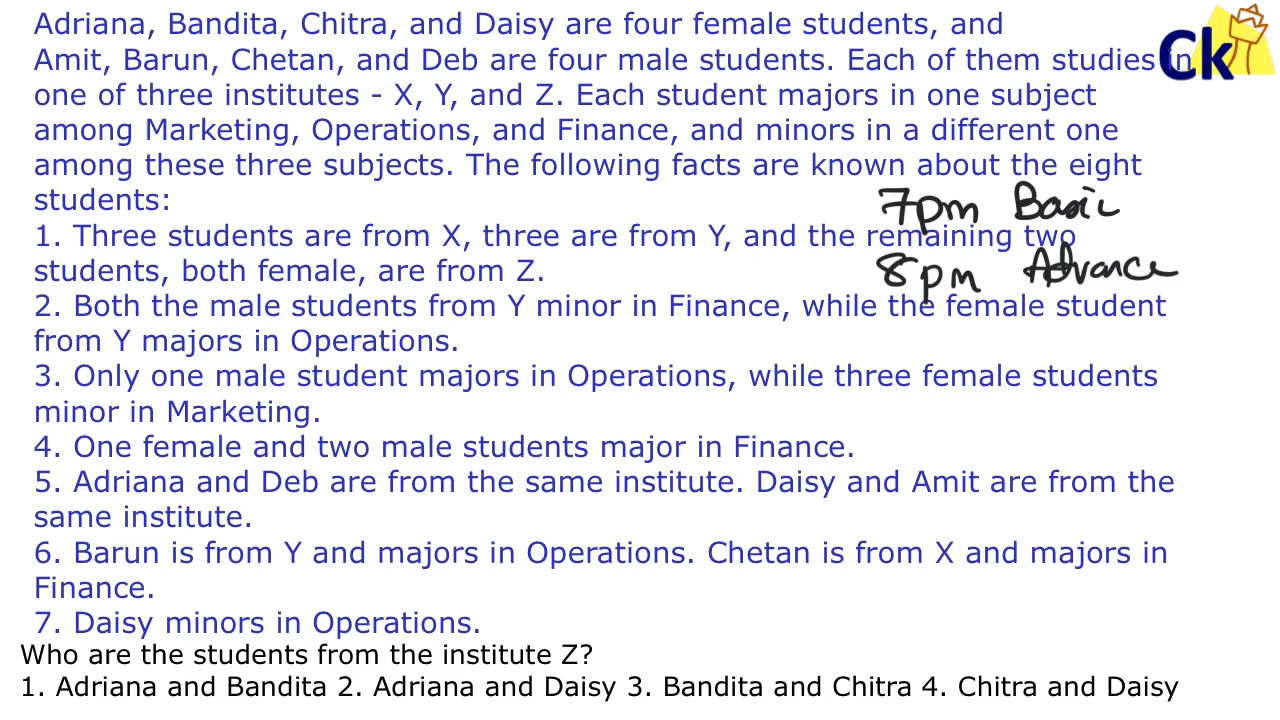 Adriana, Bandita, Chitra, and Daisy are four female students, and
Amit, Barun, Chetan, and Deb are four male students. Each of them studies in
Ck
one of three institutes - X, Y, and Z. Each student majors in one subject
among Marketing, Operations, and Finance, and minors in a different one
among these three subjects. The following facts are known about the eight
students:
7pm Basic
1. Three students are from X, three are from Y, and the remaining two
students, both female, are from Z.
8pm Advance
2. Both the male students from Y minor in Finance, while the female student
from Y majors in Operations.
3. Only one male student majors in Operations, while three female students
minor in Marketing.
4. One female and two male students major in Finance.
5. Adriana and Deb are from the same institute. Daisy and Amit are from the
same institute.
6. Barun is from Y and majors in Operations. Chetan is from X and majors in
Finance.
7. Daisy minors in Operations.
Who are the students from the institute Z?
1. Adriana and Bandita 2. Adriana and Daisy 3. Bandita and Chitra 4. Chitra and Daisy